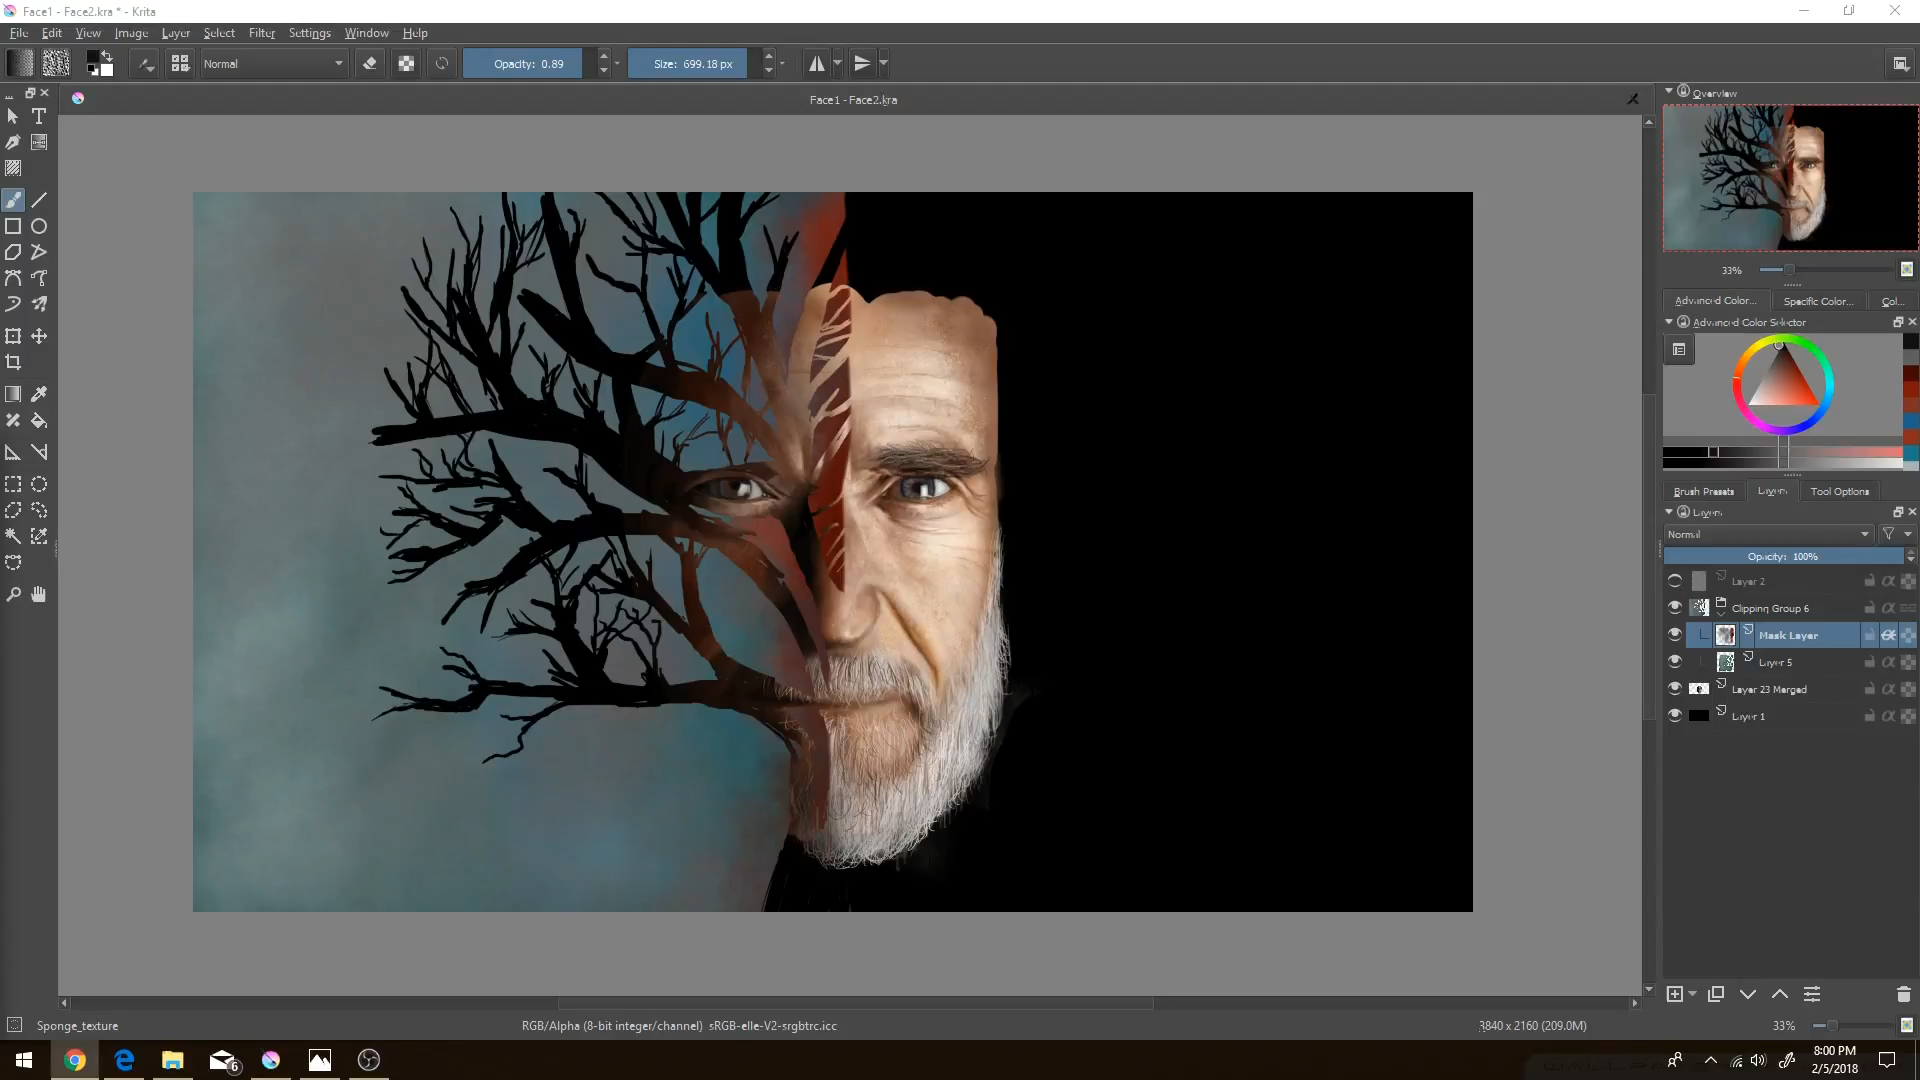 Face1 - Face2.kra * - Krita
File Edit View Image Layer Select Filter Settings Window Help
Normal Opacity: 0.89 Size: 699.18 px
Face1 - Face2.kra
Overview
33%
Advanced Color... Specific Color... Col...
Advanced Color Selector
Brush Presets Layers Tool Options
Layers
Normal
Opacity: 100%
Layer 2
Clipping Group 6
Mask Layer
Layer 5
Layer 23 Merged
Layer 1
Sponge_texture RGB/Alpha (8-bit integer/channel) sRGB-elle-V2-srgbtrc.icc 3840 x 2160 (209.0M) 33%
6
8:00 PM
2/5/2018